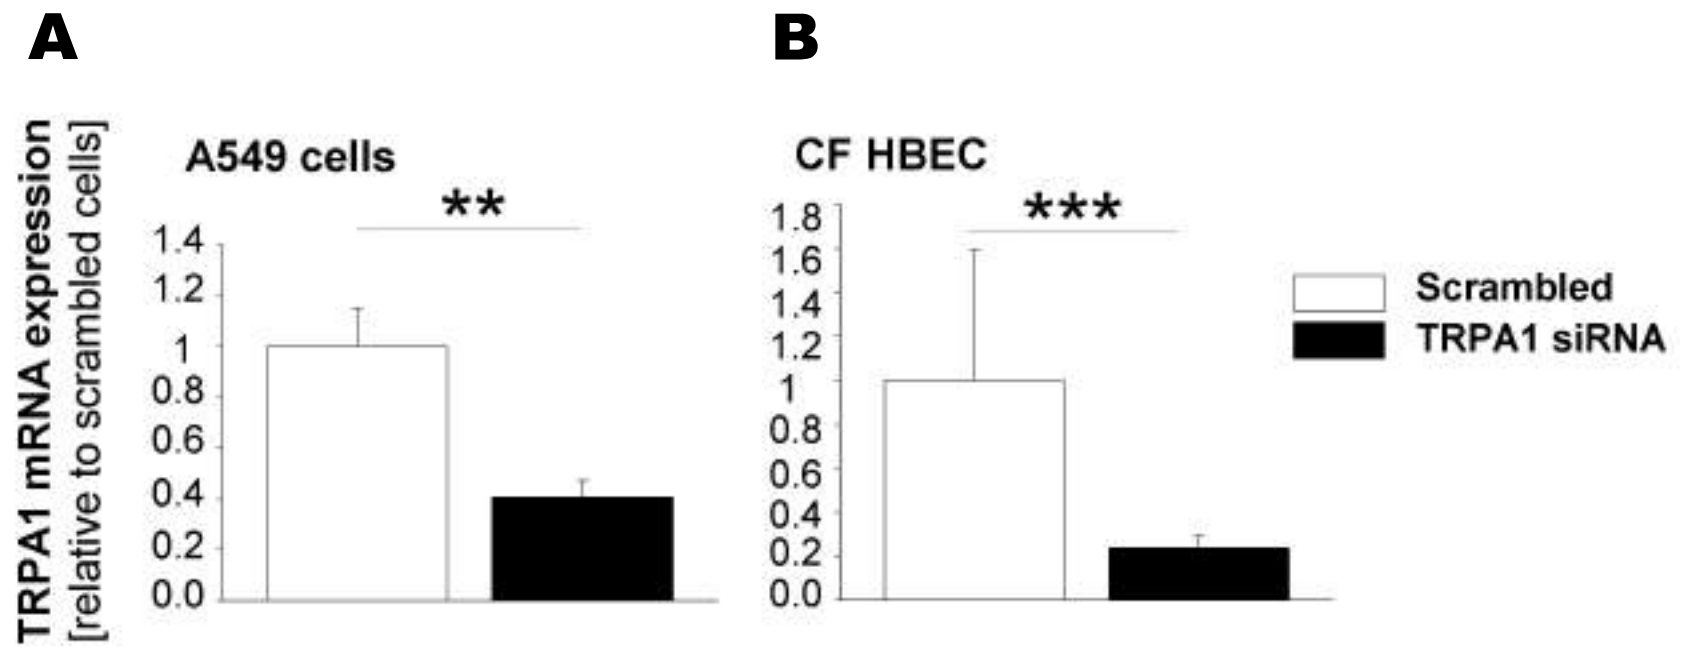 A
B
TRPA1 mRNA expression
[relative to scrambled cells]
A549 cells
**
1.4
1.2
1
0.8
0.6
0.4
0.2
0.0
CF HBEC
***
1.8
1.6
1.4
1.2
1
0.8
0.6
0.4
0.2
0.0
Scrambled
TRPA1 siRNA